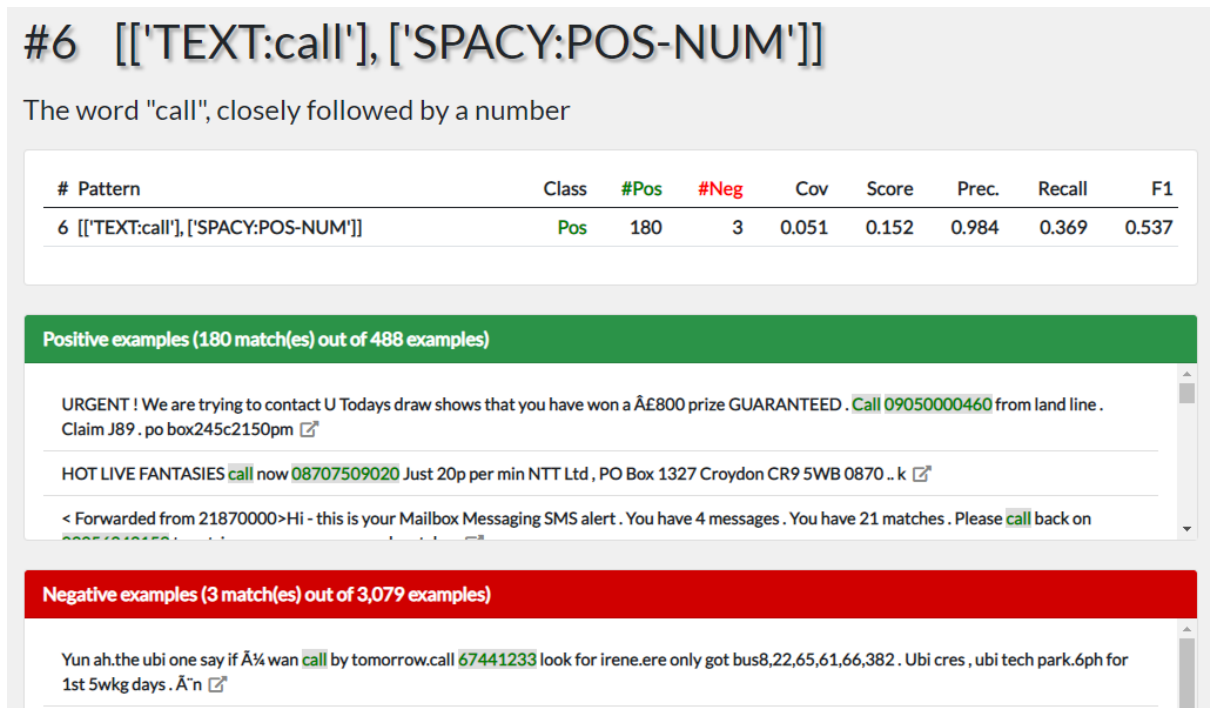 #6 [['TEXT:call'], ['SPACY:POS-NUM']]
The word "call", closely followed by a number
# Pattern Class #Pos #Neg Cov Score Prec. Recall F1
6 [['TEXT:call'], ['SPACY:POS-NUM']] Pos 180 3 0.051 0.152 0.984 0.369 0.537
Positive examples (180 match(es) out of 488 examples)
URGENT ! We are trying to contact U Todays draw shows that you have won a Â£800 prize GUARANTEED . Call 09050000460 from land line .
Claim J89 . po box245c2150pm
HOT LIVE FANTASIES call now 08707509020 Just 20p per min NTT Ltd , PO Box 1327 Croydon CR9 5WB 0870 .. k
< Forwarded from 21870000>Hi - this is your Mailbox Messaging SMS alert . You have 4 messages . You have 21 matches . Please call back on
Negative examples (3 match(es) out of 3,079 examples)
Yun ah.the ubi one say if Ã¼ wan call by tomorrow.call 67441233 look for irene.ere only got bus8,22,65,61,66,382 . Ubi cres , ubi tech park.6ph for
1st 5wkg days . Ã¨n